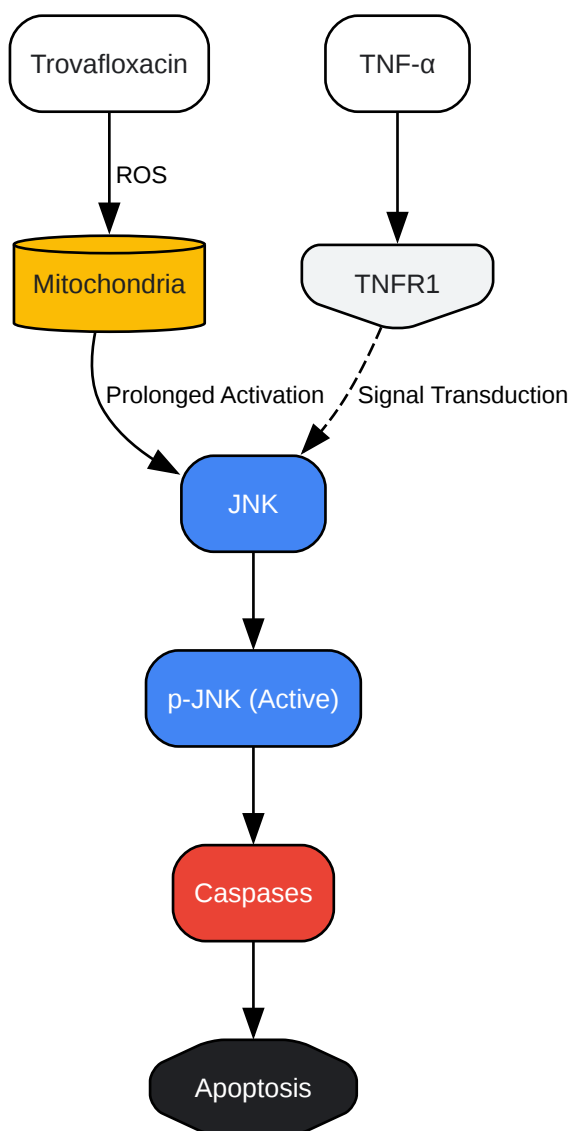 Trovafloxacin
TNF-α
ROS
Mitochondria
TNFR1
Prolonged Activation
Signal Transduction
JNK
p-JNK (Active)
Caspases
Apoptosis